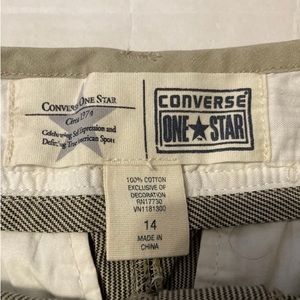 CONVERSE ONE STAR
Circa 1974
Celebrating Self Expression and
Defining True American Sport
CONVERSE
ONE★STAR
100% COTTON
EXCLUSIVE OF
DECORATION
RN17730
VN1181300
14
MADE IN
CHINA